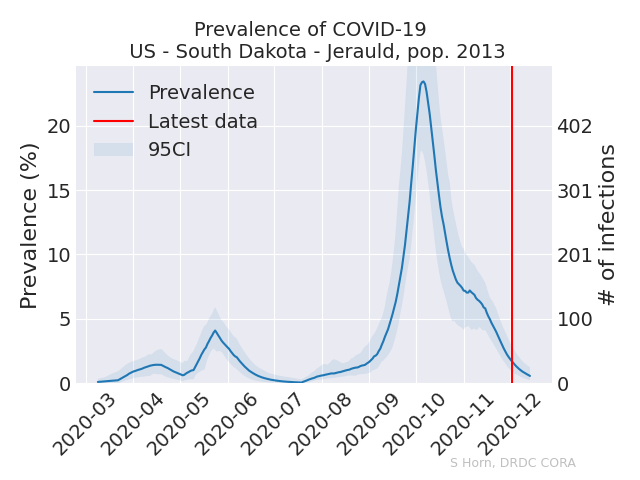 Prevalence of COVID-19
US - South Dakota - Jerauld, pop. 2013
Prevalence
Latest data
95CI
Prevalence (%)
20
15
10
5
0
402
301
201
100
0
# of infections
2020-03
2020-04
2020-05
2020-06
2020-07
2020-08
2020-09
2020-10
2020-11
2020-12
S Horn, DRDC CORA